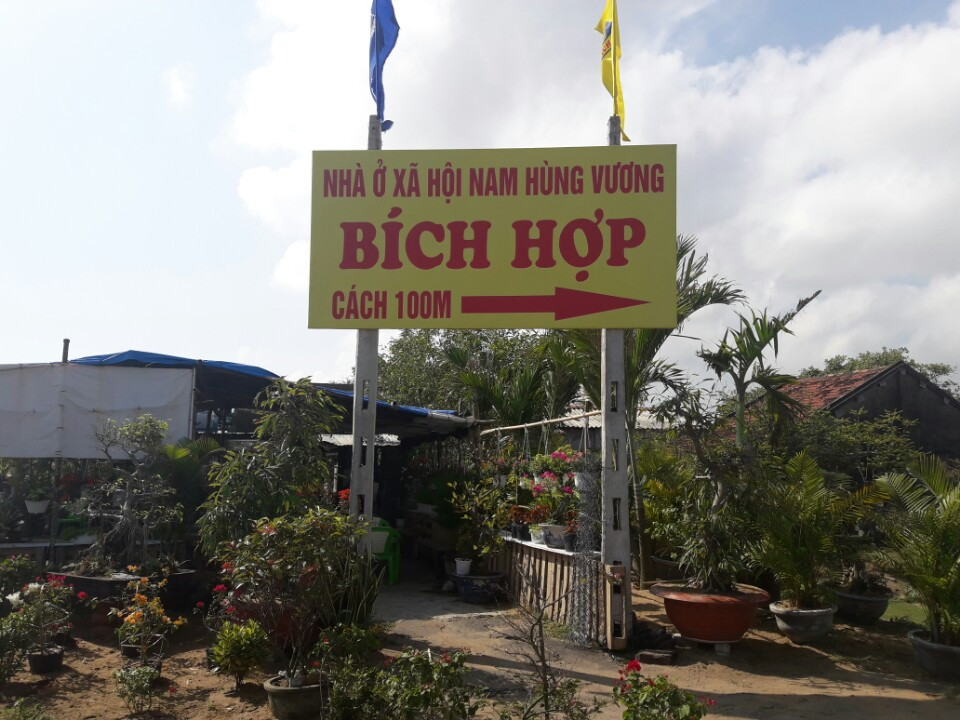 NHÀ Ở XÃ HỘI NAM HÙNG VƯƠNG
BÍCH HỢP
CÁCH 100M